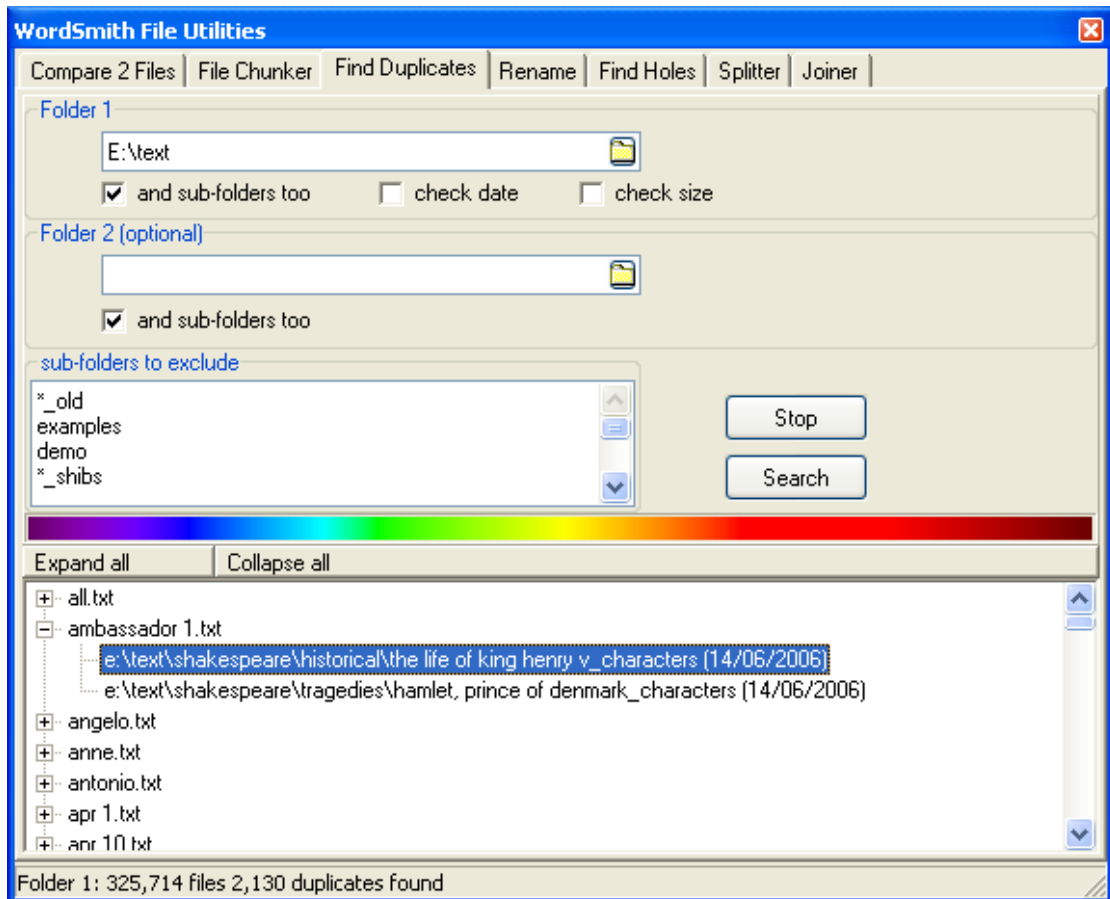 WordSmith File Utilities
Compare 2 Files File Chunker Find Duplicates Rename Find Holes Splitter Joiner
Folder 1
E:\text
and sub-folders too check date check size
Folder 2 (optional)
and sub-folders too
sub-folders to exclude
*_old
examples
demo
*_shibs
Stop
Search
Expand all Collapse all
all.txt
ambassador 1.txt
e:\text\shakespeare\historical\the life of king henry v_characters (14/06/2006)
e:\text\shakespeare\tragedies\hamlet, prince of denmark_characters (14/06/2006)
angelo.txt
anne.txt
antonio.txt
apr 1.txt
apr 10.txt
Folder 1: 325,714 files 2,130 duplicates found